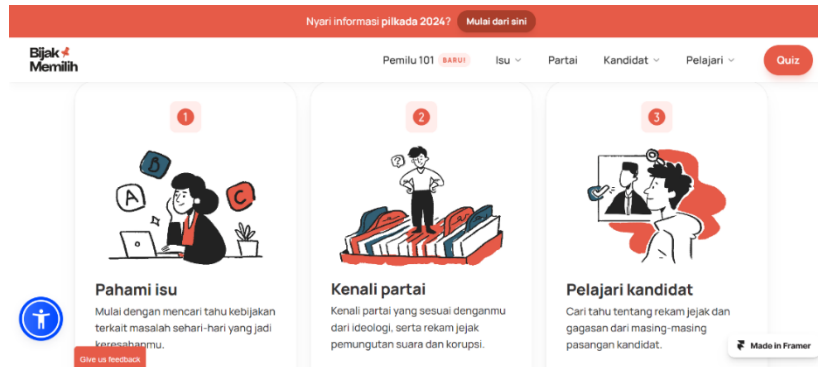 Nyari informasi pilkada 2024? Mulai dari sini
Bijak
Memilih
Pemilu 101 BARU! Isu Partai Kandidat Pelajari Quiz
1 2 3
?
A B C
Pahami isu
Mulai dengan mencari tahu kebijakan
terkait masalah sehari-hari yang jadi
keresahanmu.
Kenali partai
Kenali partai yang sesuai denganmu
dari ideologi, serta rekam jejak
pemungutan suara dan korupsi.
Pelajari kandidat
Cari tahu tentang rekam jejak dan
gagasan dari masing-masing
pasangan kandidat.
Give us feedback
Made in Framer